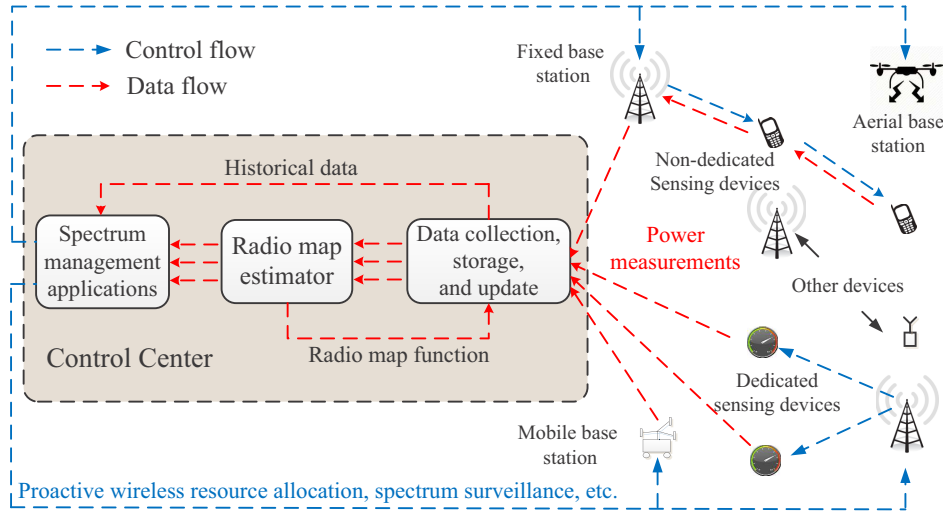 Control flow
Data flow
Fixed base
station
Aerial base
station
Non-dedicated
Sensing devices
Historical data
Spectrum
management
applications
Radio map
estimator
Data collection,
storage,
and update
Power
measurements
Other devices
Radio map function
Control Center
Dedicated
sensing devices
Mobile base
station
Proactive wireless resource allocation, spectrum surveillance, etc.